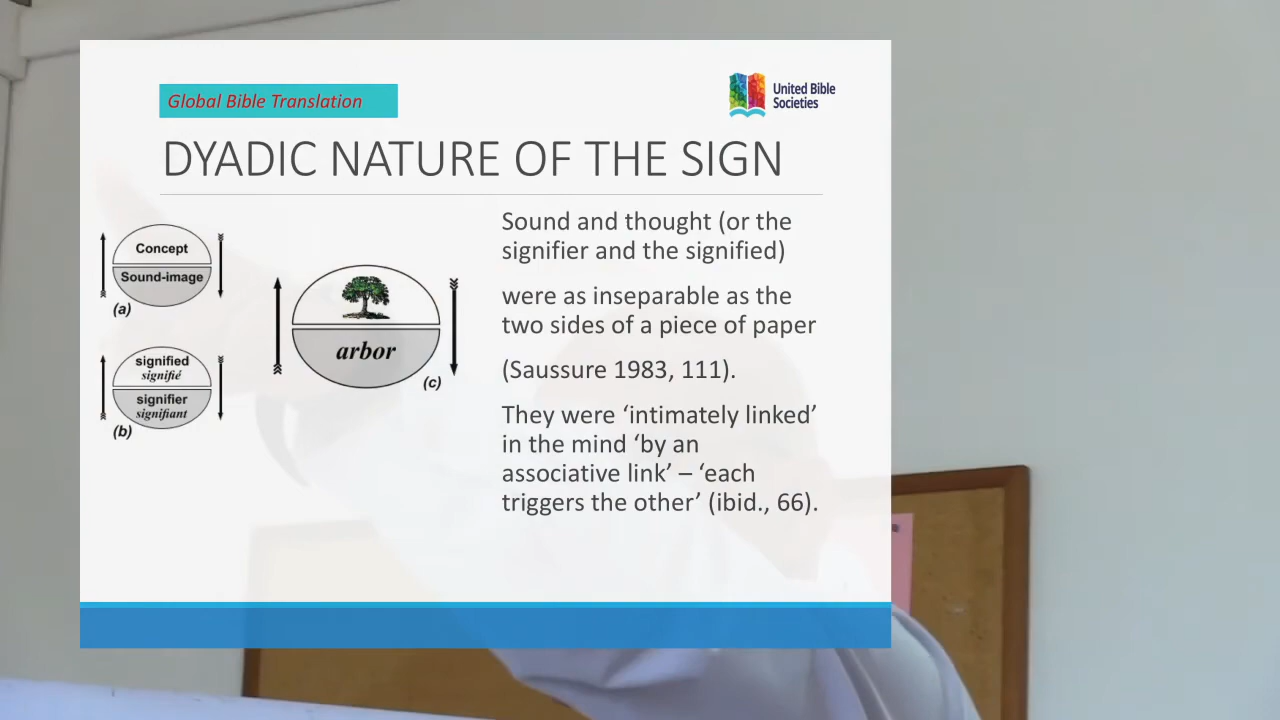 Global Bible Translation
United Bible
Societies
DYADIC NATURE OF THE SIGN
Concept
Sound-image
(a)
signified
signifié
signifier
signifiant
(b)
arbor
(c)
Sound and thought (or the
signifier and the signified)
were as inseparable as the
two sides of a piece of paper
(Saussure 1983, 111).
They were ‘intimately linked’
in the mind ‘by an
associative link’ – ‘each
triggers the other’ (ibid., 66).